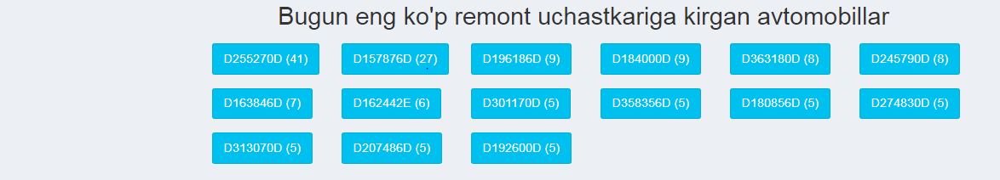 Bugun eng ko'p remont uchastkariga kirgan avtomobillar
D255270D (41) D157876D (27) D196186D (9) D184000D (9) D363180D (8) D245790D (8)
D163846D (7) D162442E (6) D301170D (5) D358356D (5) D180856D (5) D274830D (5)
D313070D (5) D207486D (5) D192600D (5)